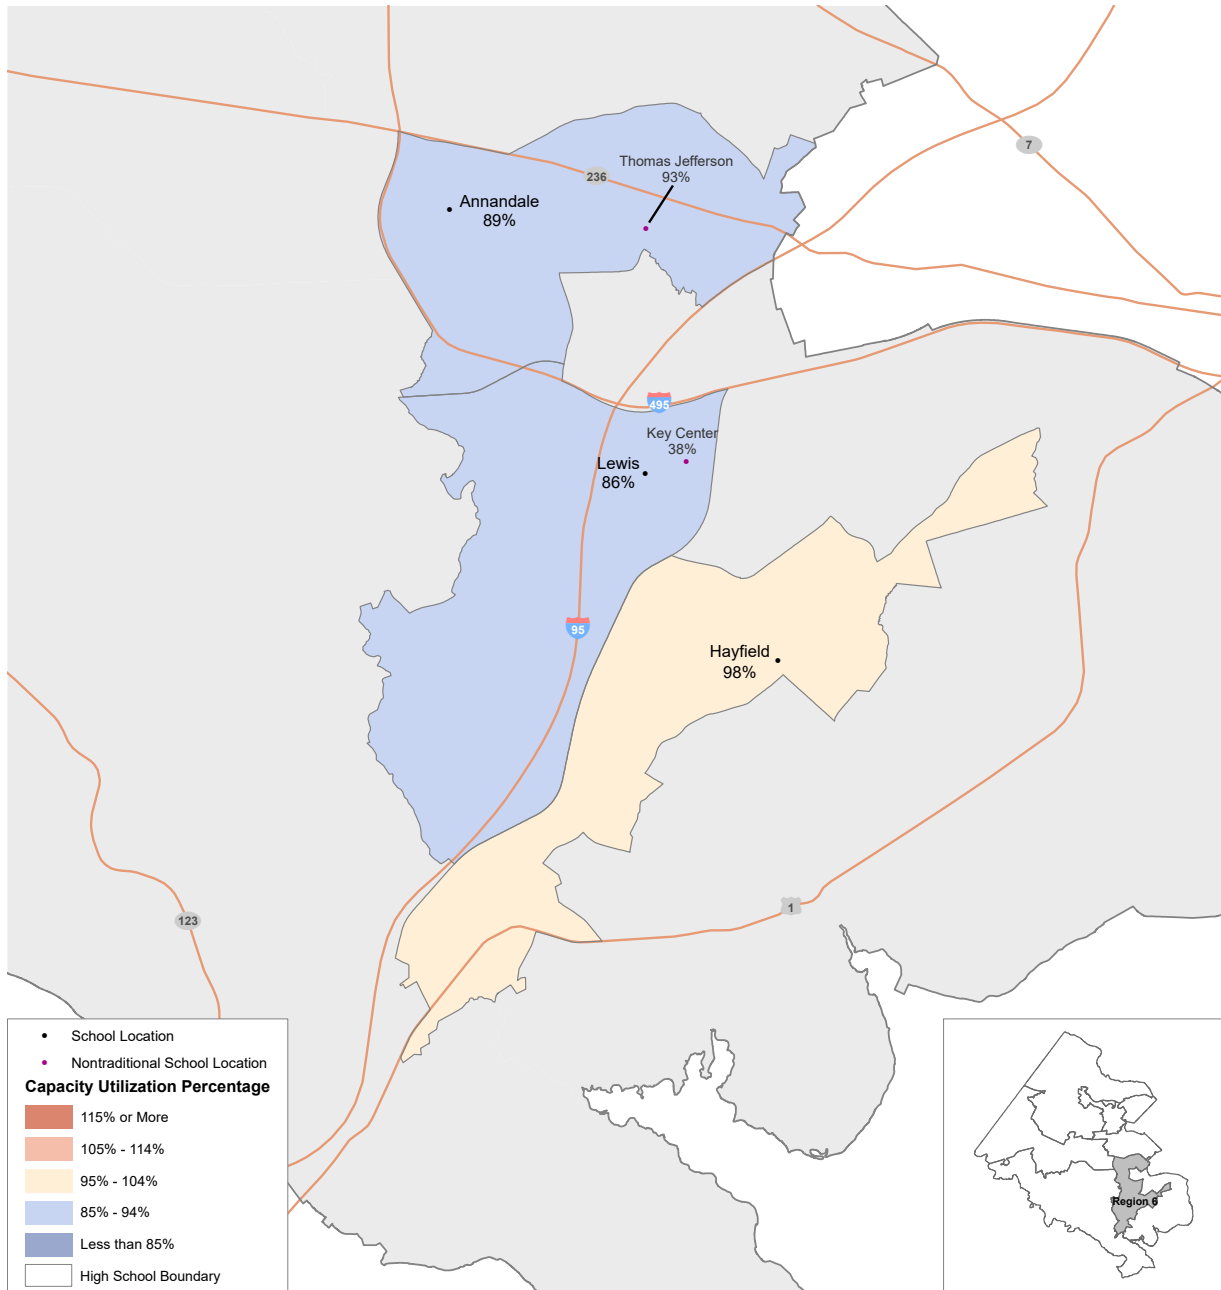 7
Thomas Jefferson
93%
236
Annandale
89%
495
Key Center
38%
Lewis
86%
95
Hayfield
98%
1
123
School Location
Nontraditional School Location
Capacity Utilization Percentage
115% or More
105% - 114%
95% - 104%
85% - 94%
Less than 85%
High School Boundary
Region 6